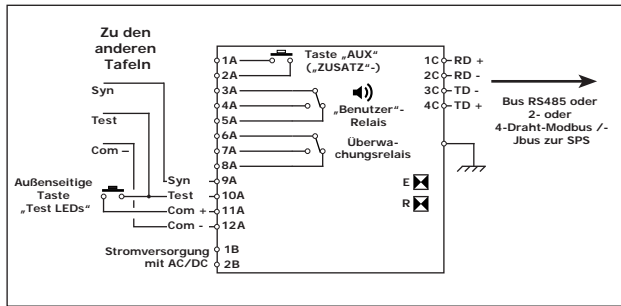 Zu den
anderen
Tafeln
Syn
Test
Com –
Außenseitige
Taste
„Test LEDs“
Syn
Test
Com +
Com -
Stromversorgung
mit AC/DC
1A
2A
3A
4A
5A
6A
7A
8A
9A
10A
11A
12A
1B
2B
Taste „AUX“
(„ZUSATZ“-)
„Benutzer“-
Relais
Überwa-
chungsrelais
E
R
1C RD +
2C RD -
3C TD -
4C TD +
Bus RS485 oder
2- oder
4-Draht-Modbus /-
Jbus zur SPS